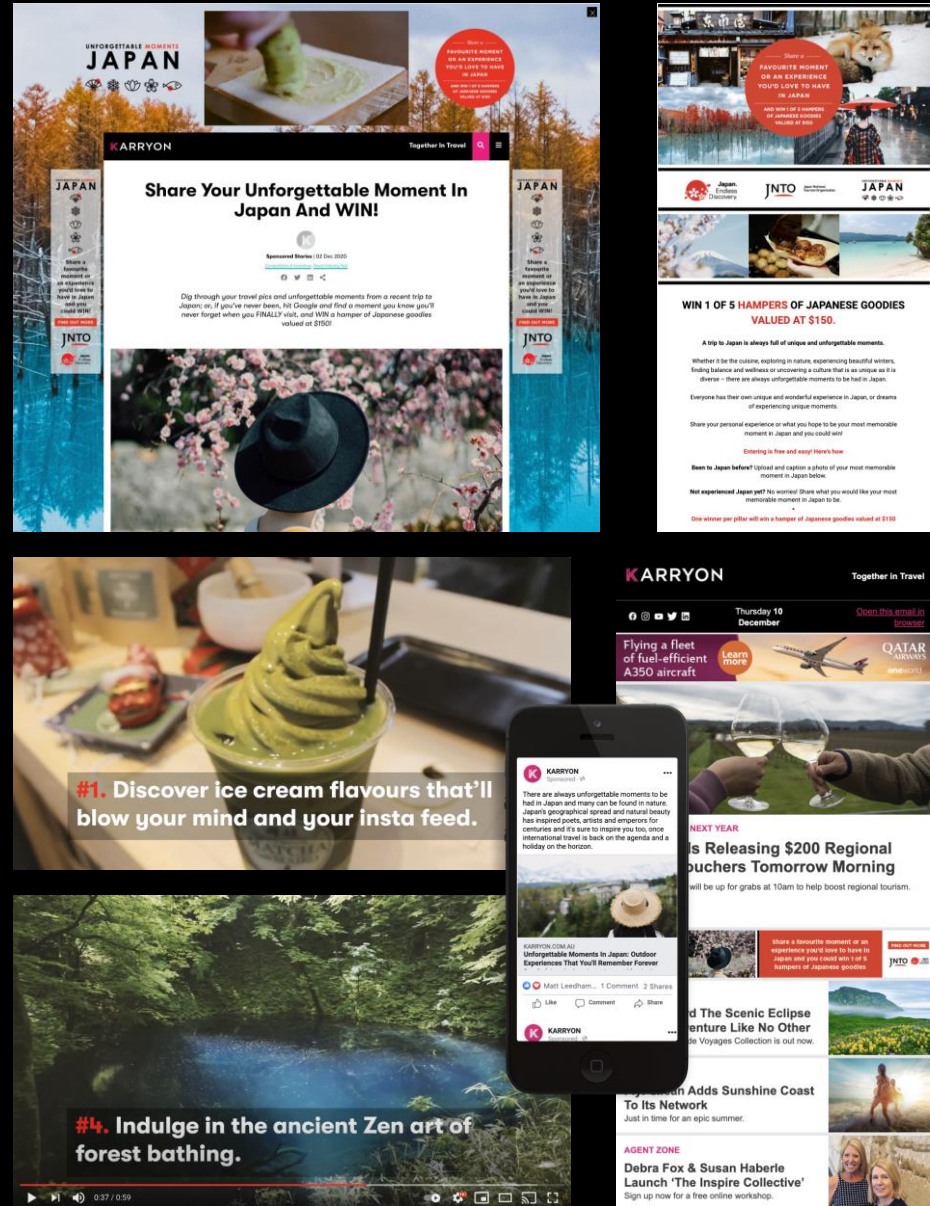 UNFORGETTABLE MOMENTS
JAPAN
Share a
FAVOURITE MOMENT
OR AN EXPERIENCE
YOU'D LOVE TO HAVE
IN JAPAN
AND WIN 1 OF 5 HAMPERS
OF JAPANESE GOODIES
VALUED AT $150
KARRYON
Together In Travel
Share Your Unforgettable Moment In
Japan And WIN!
Sponsored Stories | 02 Dec 2020
Dig through your travel pics and unforgettable moments from a recent trip to
Japan; or, if you've never been, hit Google and find a moment you know you'll
never forget when you FINALLY visit, and WIN a hamper of Japanese goodies
valued at $150!
JAPAN
Share a
favourite
moment or
an experience
you'd love to
have in Japan
and you
could WIN!
FIND OUT MORE
JNTO
JAPAN
Share a
favourite
moment or
an experience
you'd love to
have in Japan
and you
could WIN!
FIND OUT MORE
JNTO
Share a
FAVOURITE MOMENT
OR AN EXPERIENCE
YOU'D LOVE TO HAVE
IN JAPAN
AND WIN 1 OF 5 HAMPERS
OF JAPANESE GOODIES
VALUED AT $150
Japan.
Endless
Discovery.
JNTO
JAPAN
WIN 1 OF 5 HAMPERS OF JAPANESE GOODIES
VALUED AT $150.
A trip to Japan is always full of unique and unforgettable moments.
Whether it be the cuisine, exploring in nature, experiencing beautiful winters,
finding balance and wellness or uncovering a culture that is as unique as it is
diverse – there are always unforgettable moments to be had in Japan.
Everyone has their own unique and wonderful experience in Japan, or dreams
of experiencing unique moments.
Share your personal experience or what you hope to be your most memorable
moment in Japan and you could win!
Entering is free and easy! Here's how
Been to Japan before? Upload and caption a photo of your most memorable
moment in Japan below.
Not experienced Japan yet? No worries! Share what you would like your most
memorable moment in Japan to be.
One winner per pillar will win a hamper of Japanese goodies valued at $150
#1. Discover ice cream flavours that'll
blow your mind and your insta feed.
#4. Indulge in the ancient Zen art of
forest bathing.
0:37 / 0:59
KARRYON
Sponsored
There are always unforgettable moments to be
had in Japan and many can be found in nature.
Japan's geographical spread and natural beauty
has inspired poets, artists and emperors for
centuries and it's sure to inspire you too, once
international travel is back on the agenda and a
holiday on the horizon.
KARRYON.COM.AU
Unforgettable Moments In Japan: Outdoor
Experiences That You'll Remember Forever
Matt Leedham... 1 Comment 2 Shares
Like Comment Share
KARRYON
Sponsored
KARRYON
Together in Travel
Thursday 10
December
Open this email in
browser
Flying a fleet
of fuel-efficient
A350 aircraft
Learn
more
QATAR
AIRWAYS
oneworld
NEXT YEAR
Is Releasing $200 Regional
ouchers Tomorrow Morning
will be up for grabs at 10am to help boost regional tourism.
Share a favourite moment or an
experience you'd love to have in
Japan and you could win 1 of 5
hampers of Japanese goodies
FIND OUT MORE
JNTO
rd The Scenic Eclipse
enture Like No Other
de Voyages Collection is out now.
an Adds Sunshine Coast
To Its Network
Just in time for an epic summer.
AGENT ZONE
Debra Fox & Susan Haberle
Launch 'The Inspire Collective'
Sign up now for a free online workshop.